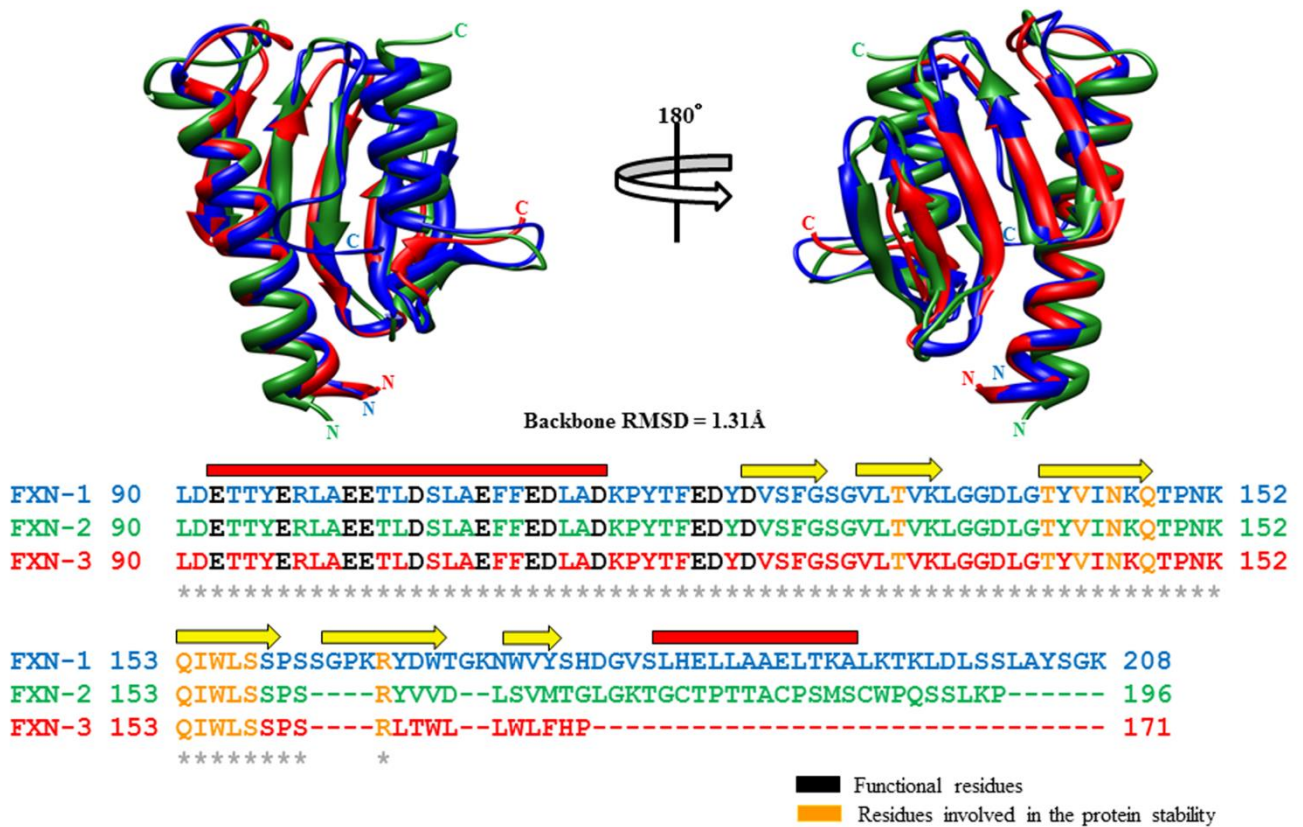 C C
C
180°
C C
C C
N N
N N
N N
Backbone RMSD = 1.31Å
FXN-1 90 LDETTYERLAEETLDSLAEFFEDLADKPYTFEDYDVSFGSGVLTVKLGGDLGTYVINKQTPNK 152
FXN-2 90 LDETTYERLAEETLDSLAEFFEDLADKPYTFEDYDVSFGSGVLTVKLGGDLGTYVINKQTPNK 152
FXN-3 90 LDETTYERLAEETLDSLAEFFEDLADKPYTFEDYDVSFGSGVLTVKLGGDLGTYVINKQTPNK 152
***************************************************************
FXN-1 153 QIWLSSPSSGPKRYDWTGKNWVYSHDGVSLHELLAAELTKALKTKLDLSSLAYSGK 208
FXN-2 153 QIWLSSPS----RYVVD--LSVMTGLGKTGCTPTTACPSMSCWPQSSLKP------ 196
FXN-3 153 QIWLSSPS----RLTWL--LWLFHP------------------------------- 171
******** *
Functional residues
Residues involved in the protein stability